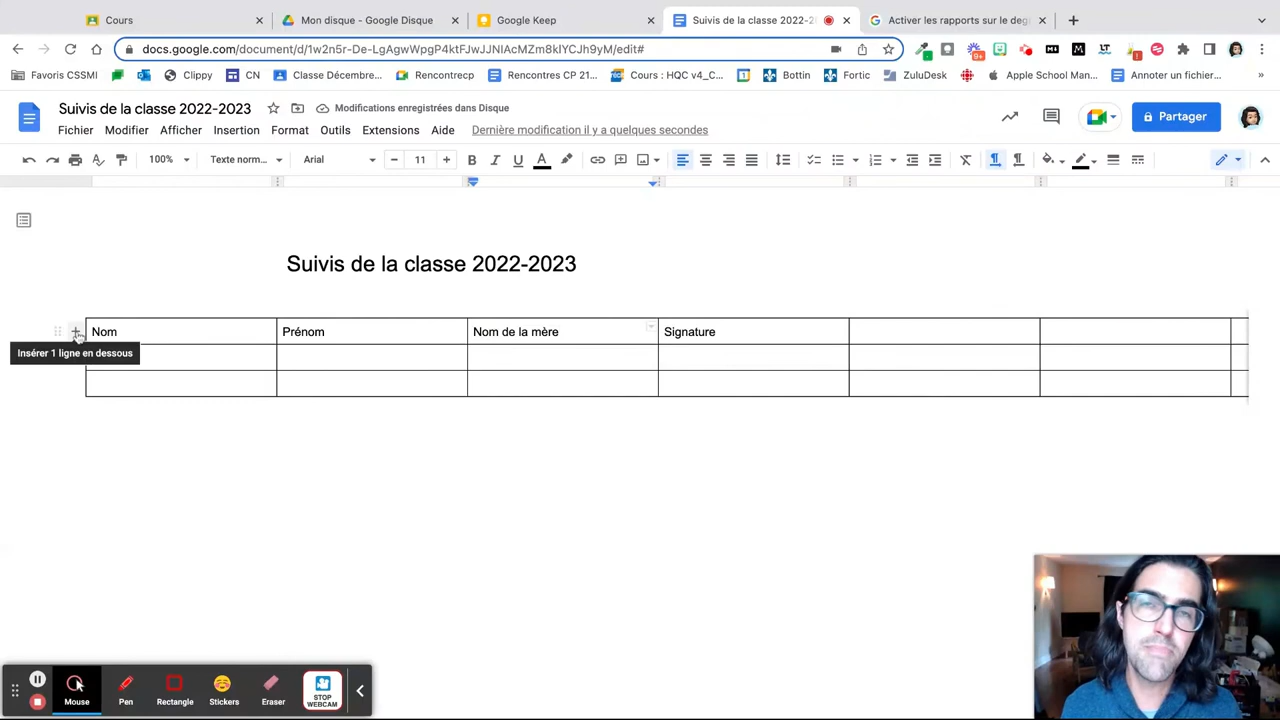 Cours
Mon disque - Google Disque
Google Keep
Suivis de la classe 2022-2
Activer les rapports sur le deg
docs.google.com/document/d/1w2n5r-De-LgAgwWpgP4ktFJwJJNIAcMZm8kIYCJh9yM/edit#
Favoris CSSMI
Clippy
CN
Classe Décembre...
Rencontrecp
Rencontres CP 21...
Cours : HQC v4_C...
Bottin
Fortic
ZuluDesk
Apple School Man...
Annoter un fichier...
»
Suivis de la classe 2022-2023
Modifications enregistrées dans Disque
Partager
Fichier Modifier Affichage Insertion Format Outils Extensions Aide
Dernière modification il y a quelques secondes
100% Texte norm... Arial 11 B I U A
Suivis de la classe 2022-2023
Nom Prénom Nom de la mère Signature
Insérer 1 ligne en dessous
Mouse Pen Rectangle Stickers Eraser
STOP
WEBCAM